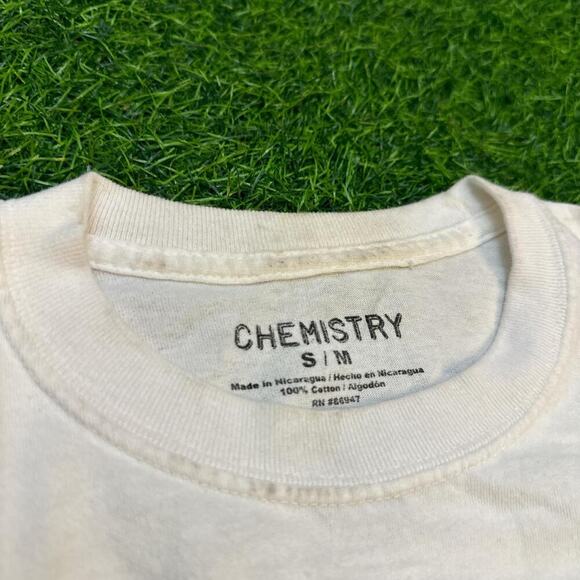 CHEMISTRY
S / M
Made in Nicaragua / Hecho en Nicaragua
100% Cotton / Algodón
RN #86947